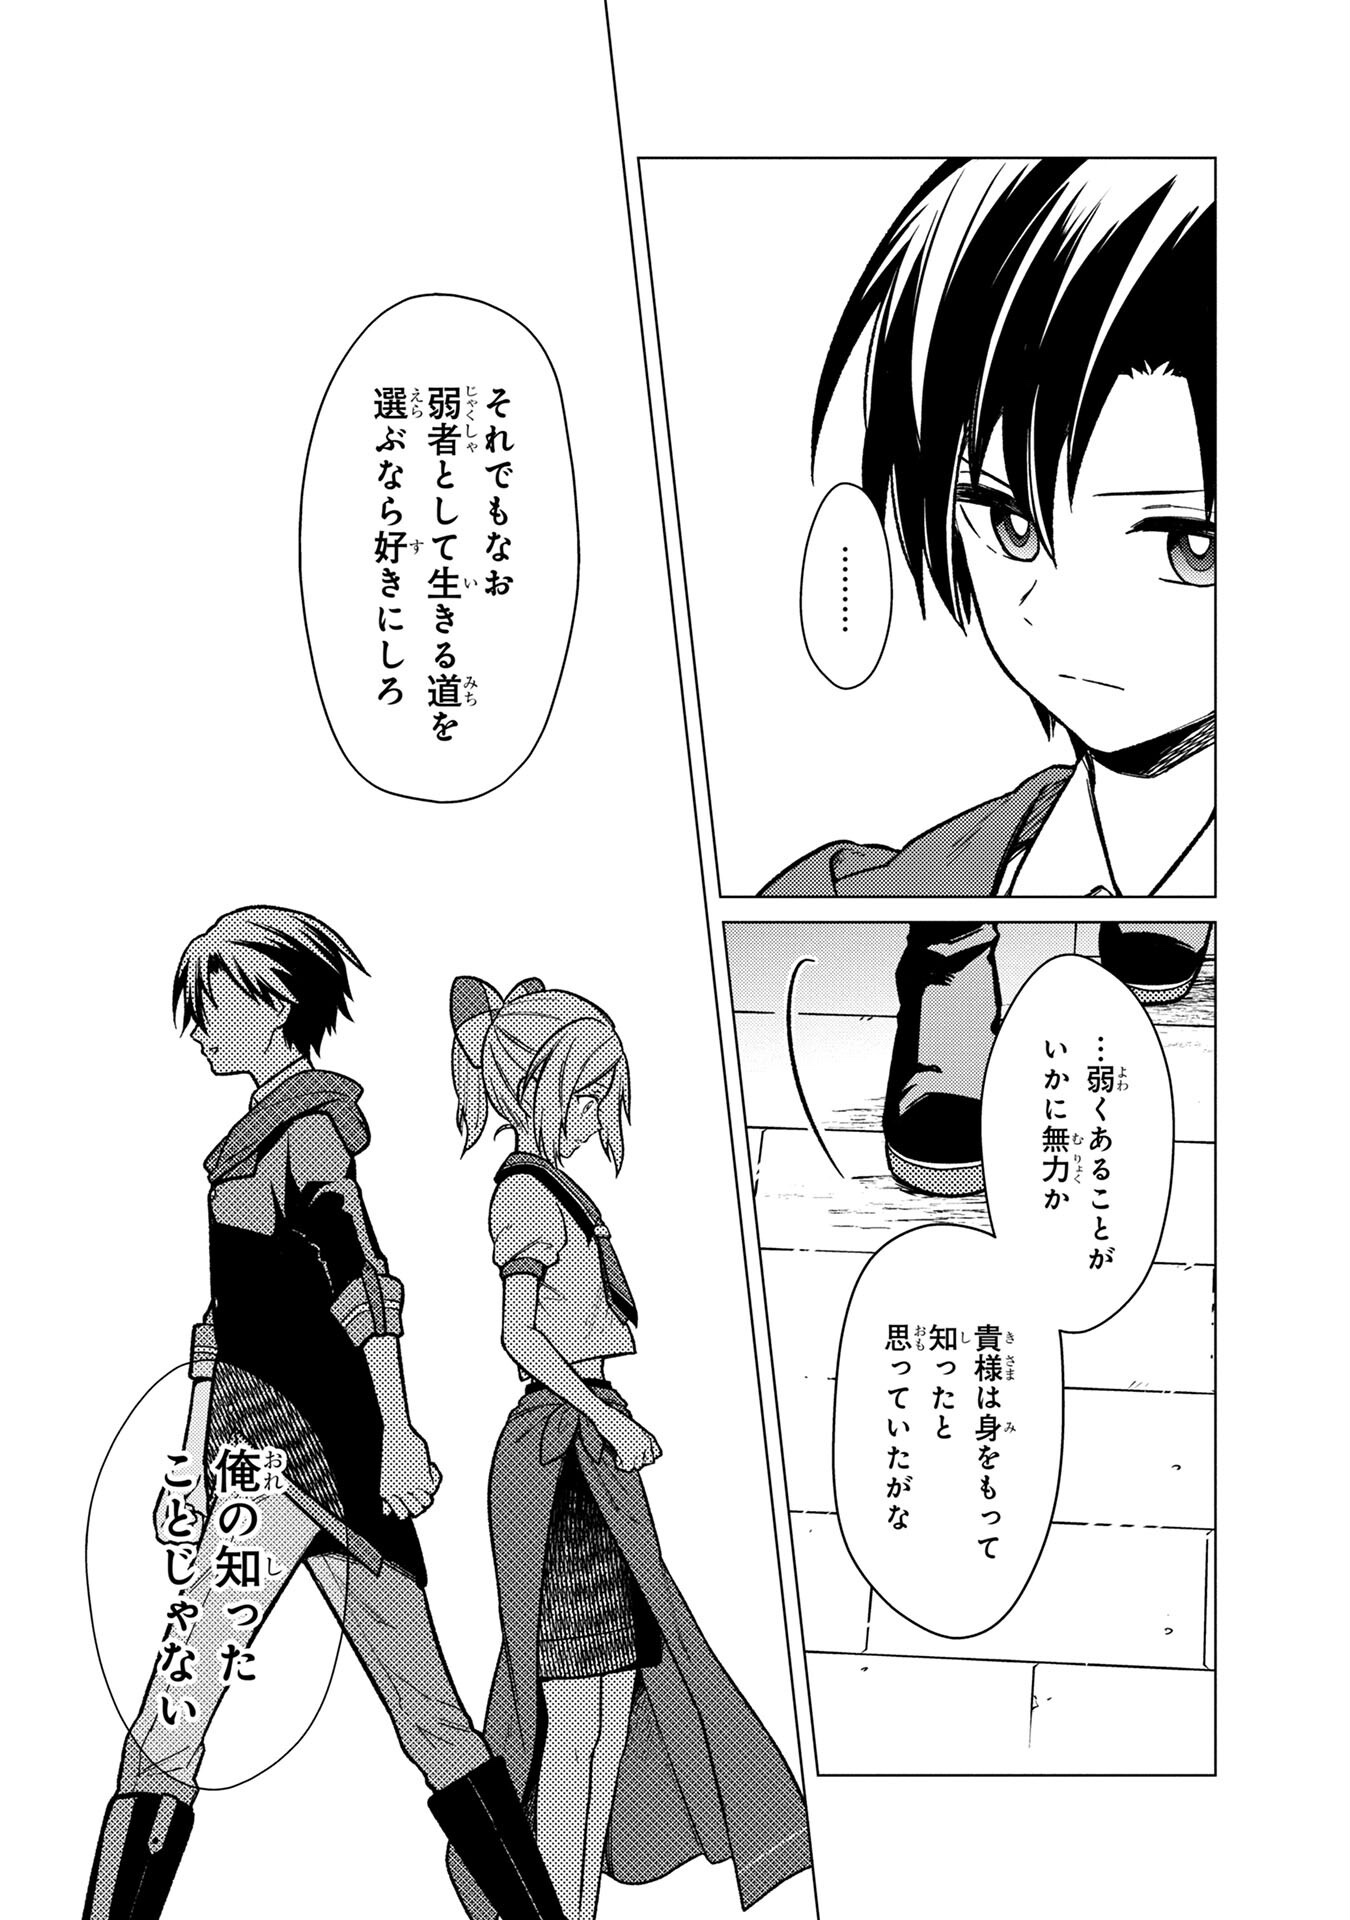 ………
…弱くあることが
いかに無力か
貴様は身をもって
知ったと
思っていたがな
それでもなお
弱者として生きる道を
選ぶなら好きにしろ
俺の知った
ことじゃない